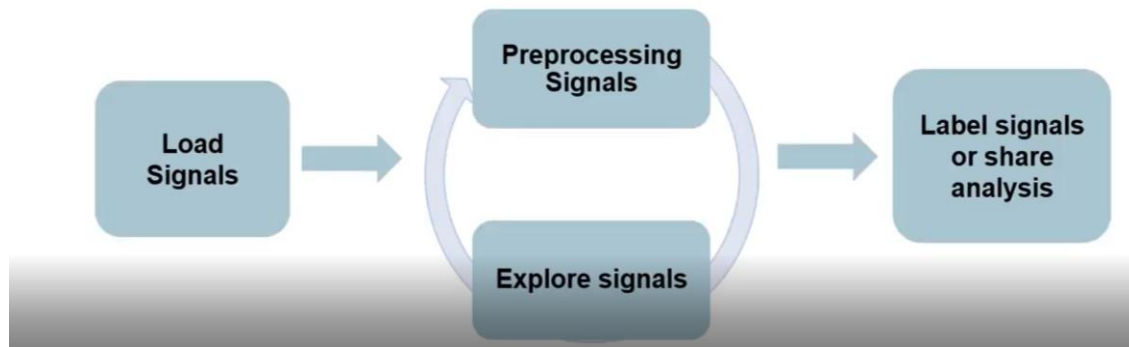 Load
Signals
Preprocessing
Signals
Explore signals
Label signals
or share
analysis